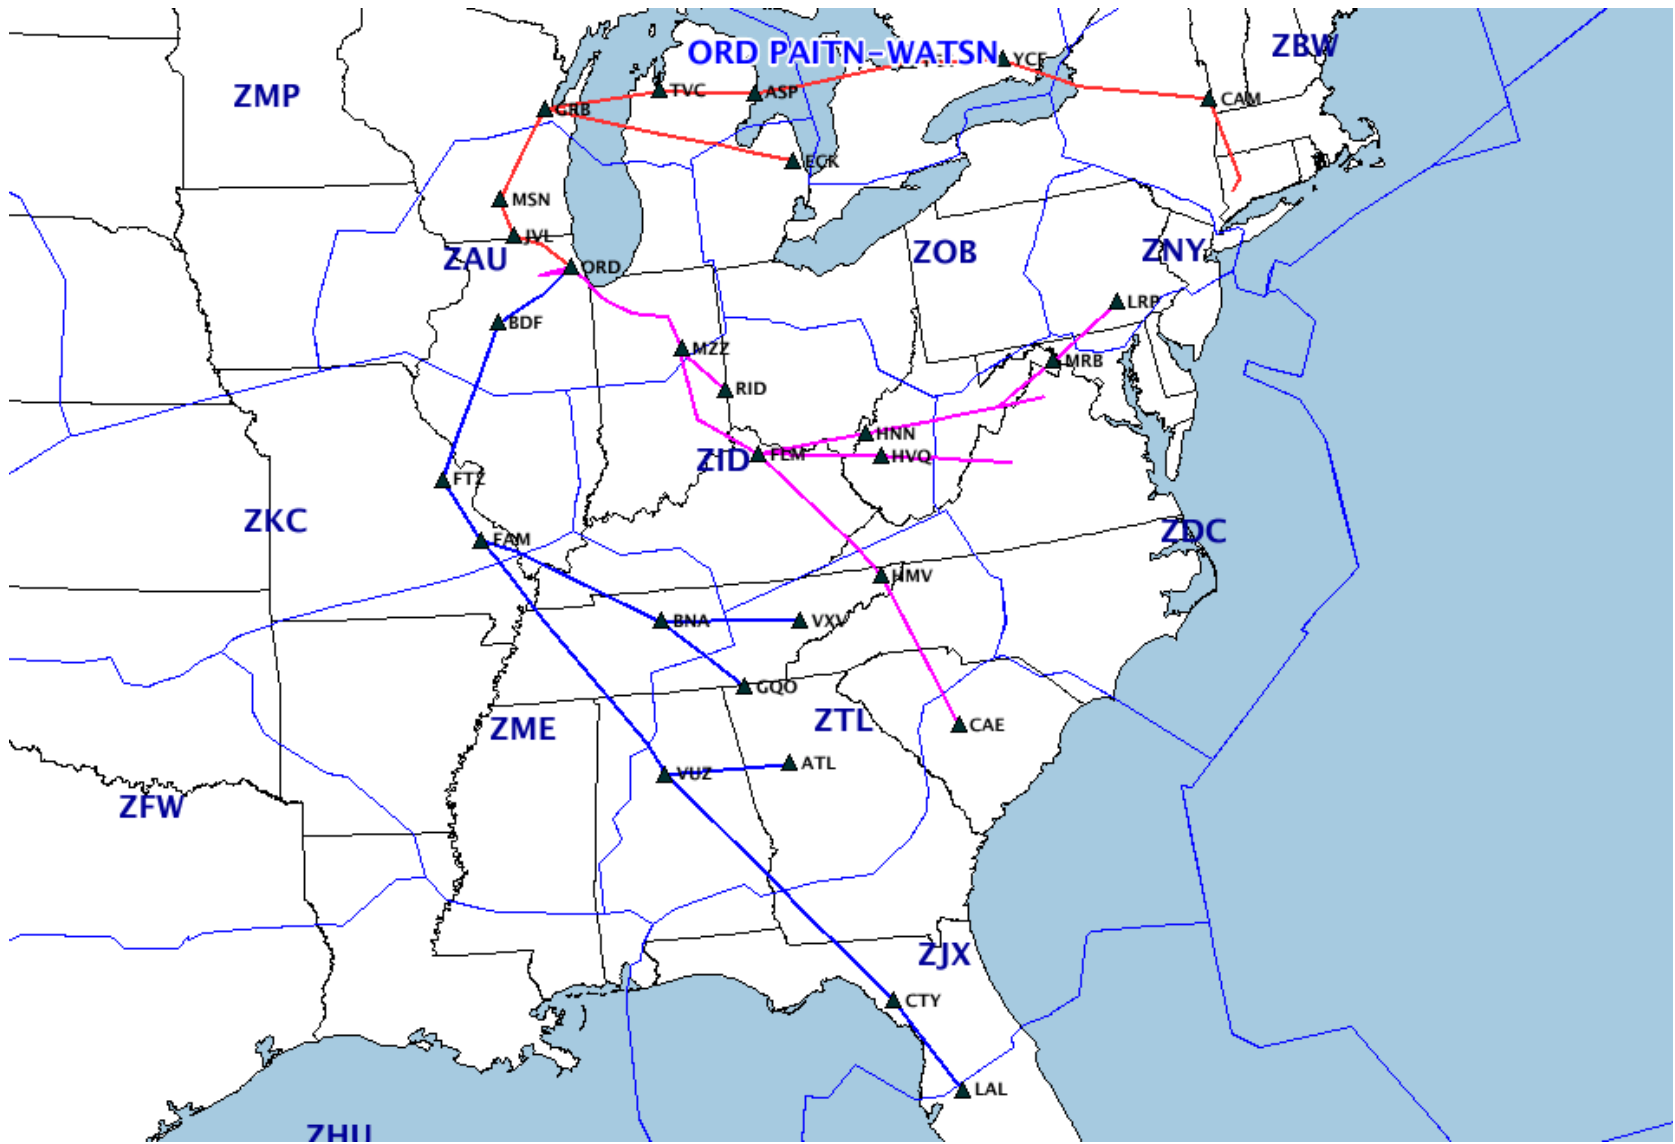 ORD PAITN-WATSN
ZBW
YCF
ZMP
TVC
ASP
CAM
GRB
ECK
MSN
JVL
ZAU
ZOB
ZNY
ORD
LRP
BDF
MZZ
MRB
RID
HNN
FLM
HVQ
ZID
FTZ
ZKC
ZDC
FAM
HMV
BNA
VXV
GQO
ZME
ZTL
CAE
VUZ
ATL
ZFW
ZJX
CTY
LAL
ZHU